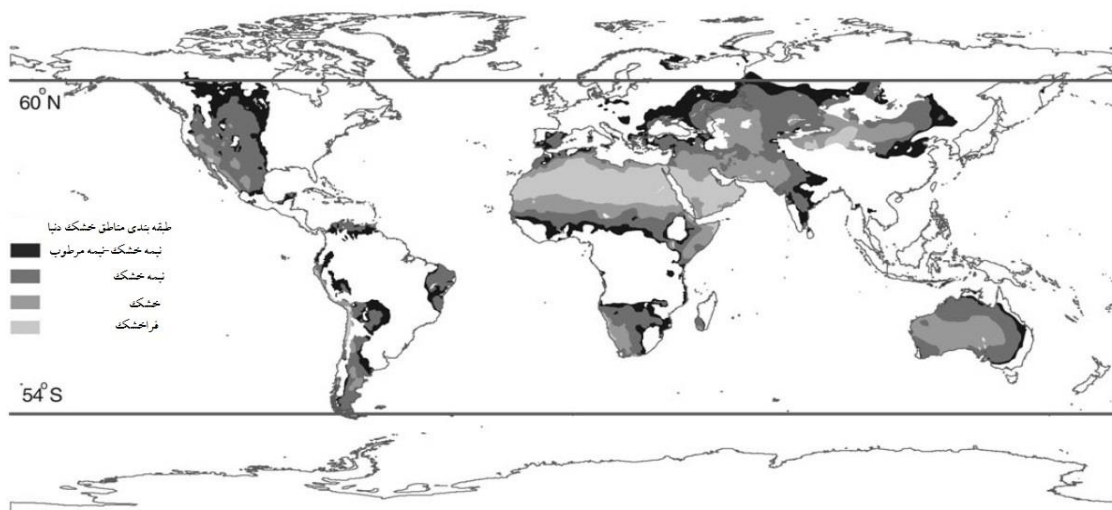 60°N
طبقه بندی مناطق خشک دنیا
نیمه خشک-نیمه مرطوب
نیمه خشک
خشک
فراخشک
54°S